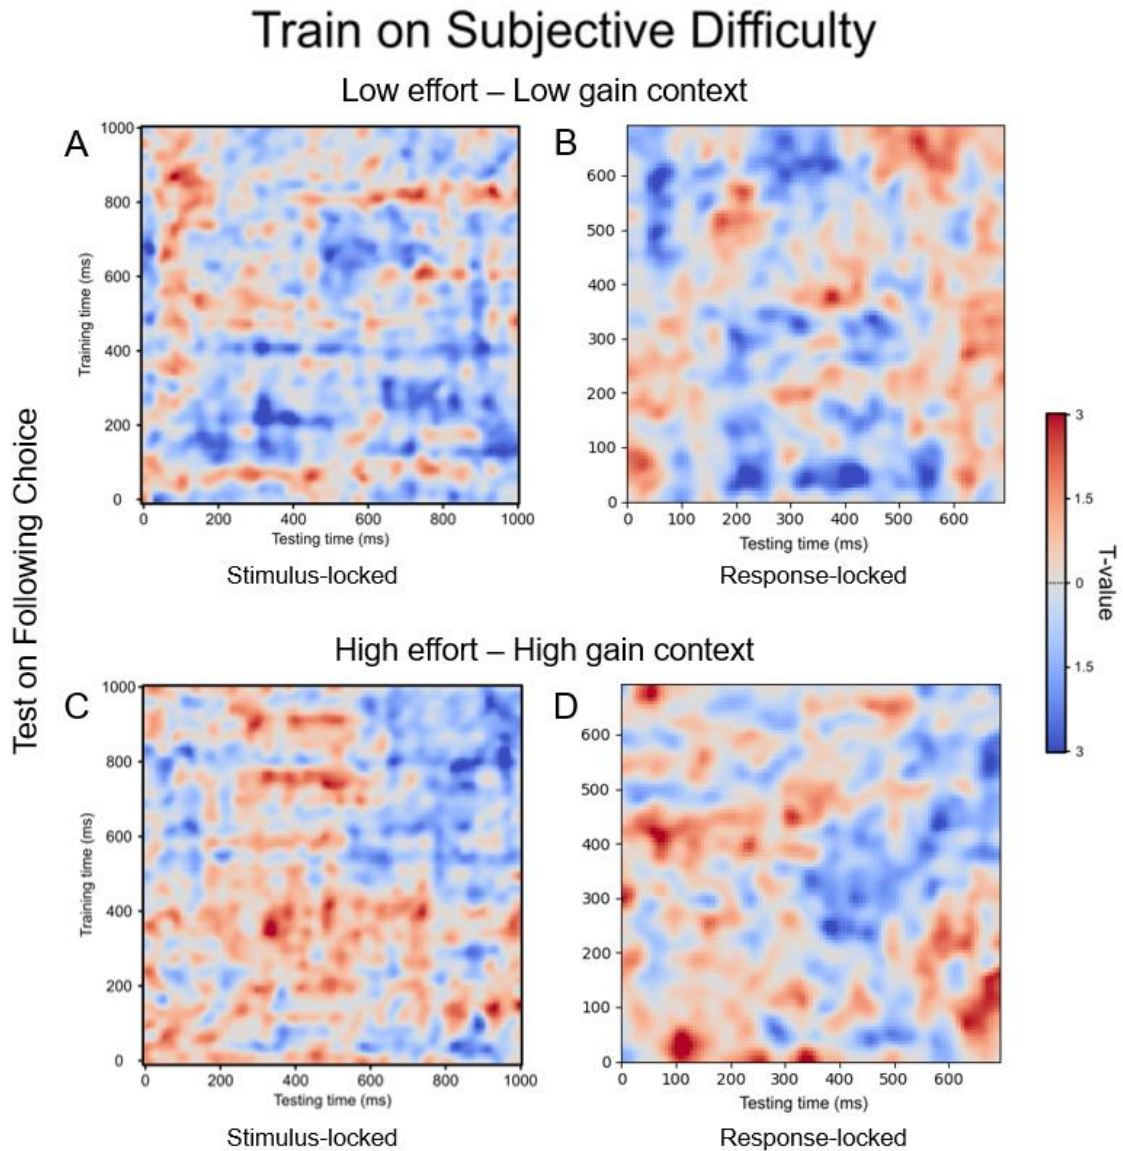 Train on Subjective Difficulty
Low effort – Low gain context
A
B
1000
800
600
400
200
0
Training time (ms)
0 200 400 600 800 1000
Testing time (ms)
Stimulus-locked
600
500
400
300
200
100
0
0 100 200 300 400 500 600
Testing time (ms)
Response-locked
Test on Following Choice
3
1.5
0
1.5
3
T-value
High effort – High gain context
C
D
1000
800
600
400
200
0
Training time (ms)
0 200 400 600 800 1000
Testing time (ms)
Stimulus-locked
600
500
400
300
200
100
0
0 100 200 300 400 500 600
Testing time (ms)
Response-locked